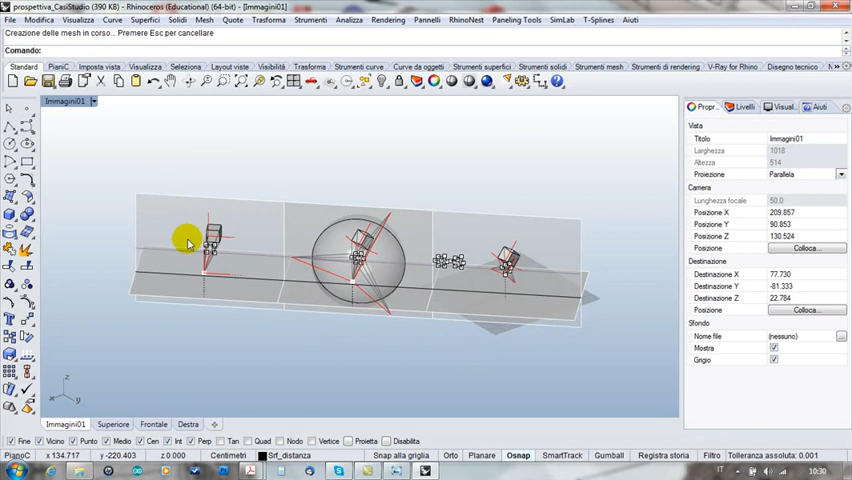 prospettiva_CasiStudio (390 KB) - Rhinoceros (Educational) (64-bit) - [Immagini01]
File Modifica Visualizza Curve Superfici Solidi Mesh Quote Trasforma Strumenti Analizza Rendering Pannelli RhinoNest Paneling Tools SimLab T-Splines Aiuti
Creazione delle mesh in corso... Premere Esc per cancellare
Comando:
Standard PianiC Imposta vista Visualizza Seleziona Layout vista Visibilità Trasforma Strumenti curve Curve da oggetti Strumenti solidi Strumenti superfici Strumenti mesh V-Ray for Rhino Disegno tecnico
Immagini01
Propr... Livelli Visual... Aiuti
Vista
Titolo Immagini01
Larghezza 1018
Altezza 514
Proiezione Parallela
Camera
Lunghezza focale 50.0
Posizione X 209.857
Posizione Y 90.853
Posizione Z 130.524
Posizione Colloca...
Destinazione
Destinazione X 77.730
Destinazione Y -81.333
Destinazione Z 22.784
Posizione Colloca...
Sfondo
Nome file (nessuno)
Mostra
Grigio
z
y
x
Immagini01 Superiore Frontale Destra
Fine Vicino Punto Medio Cen Int Perp Tan Quad Nodo Vertice Proietta Disabilita
PianoC x 134.717 y -220.403 z 0.000 Centimetri Srf_distanza Snap alla griglia Orto Planare Osnap SmartTrack Gumball Registra storia Filtro Tolleranza assoluta: 0.001
IT 10:30